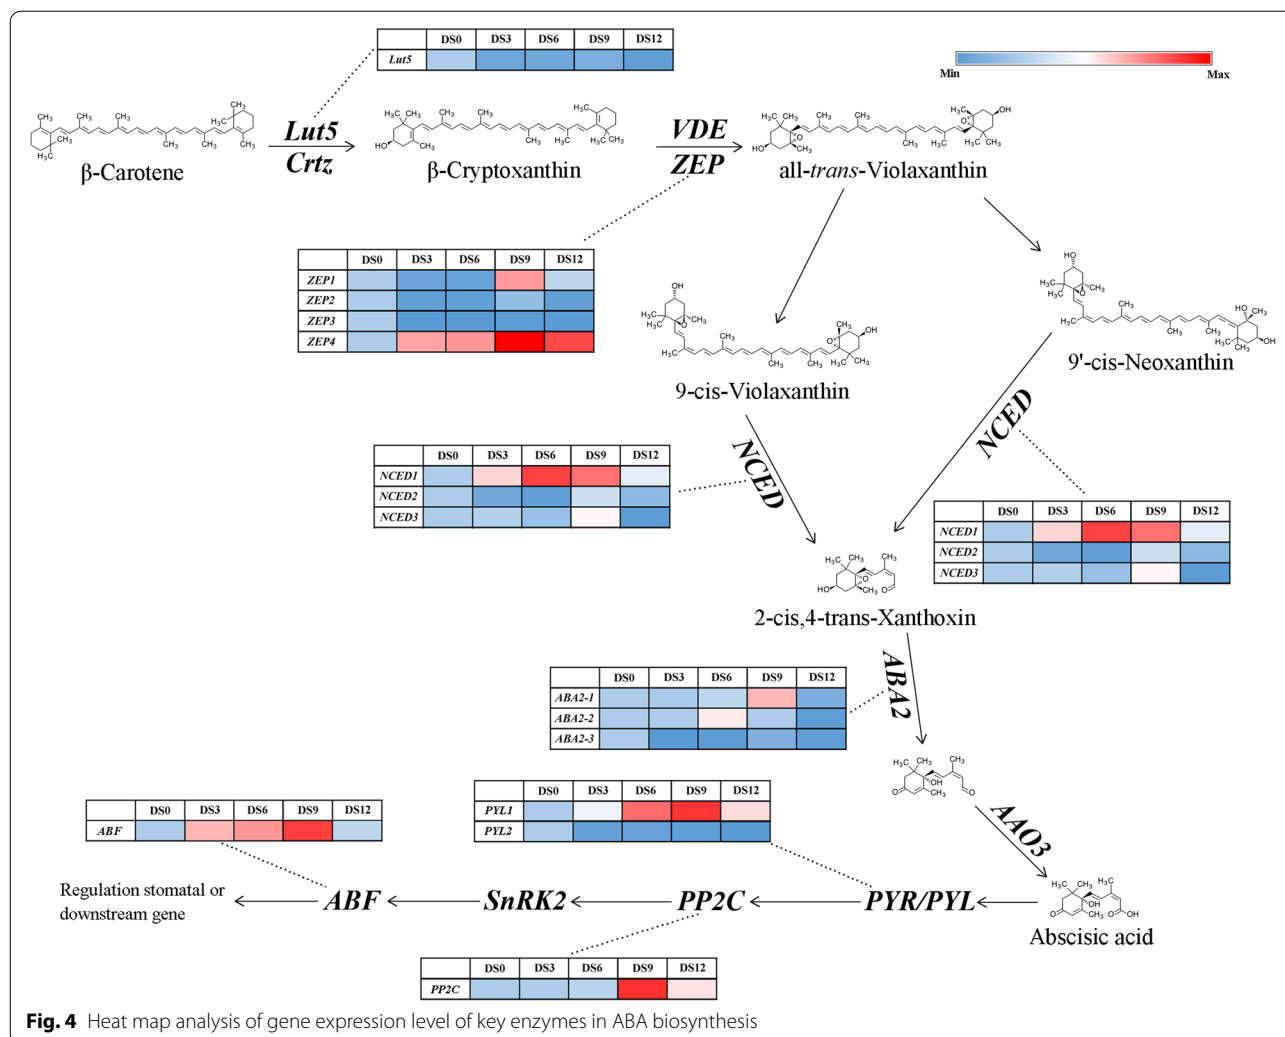 DS0 DS3 DS6 DS9 DS12
Lut5
Min Max
β-Carotene
Lut5
Crtz
β-Cryptoxanthin
VDE
ZEP
all-trans-Violaxanthin
DS0 DS3 DS6 DS9 DS12
ZEP1
ZEP2
ZEP3
ZEP4
9-cis-Violaxanthin
9'-cis-Neoxanthin
NCED
NCED
DS0 DS3 DS6 DS9 DS12
NCED1
NCED2
NCED3
DS0 DS3 DS6 DS9 DS12
NCED1
NCED2
NCED3
2-cis,4-trans-Xanthoxin
ABA2
DS0 DS3 DS6 DS9 DS12
ABA2-1
ABA2-2
ABA2-3
AAO3
DS0 DS3 DS6 DS9 DS12
PYL1
PYL2
DS0 DS3 DS6 DS9 DS12
ABF
Regulation stomatal or
downstream gene
ABF
SnRK2
PP2C
PYR/PYL
Abscisic acid
DS0 DS3 DS6 DS9 DS12
PP2C
Fig. 4 Heat map analysis of gene expression level of key enzymes in ABA biosynthesis